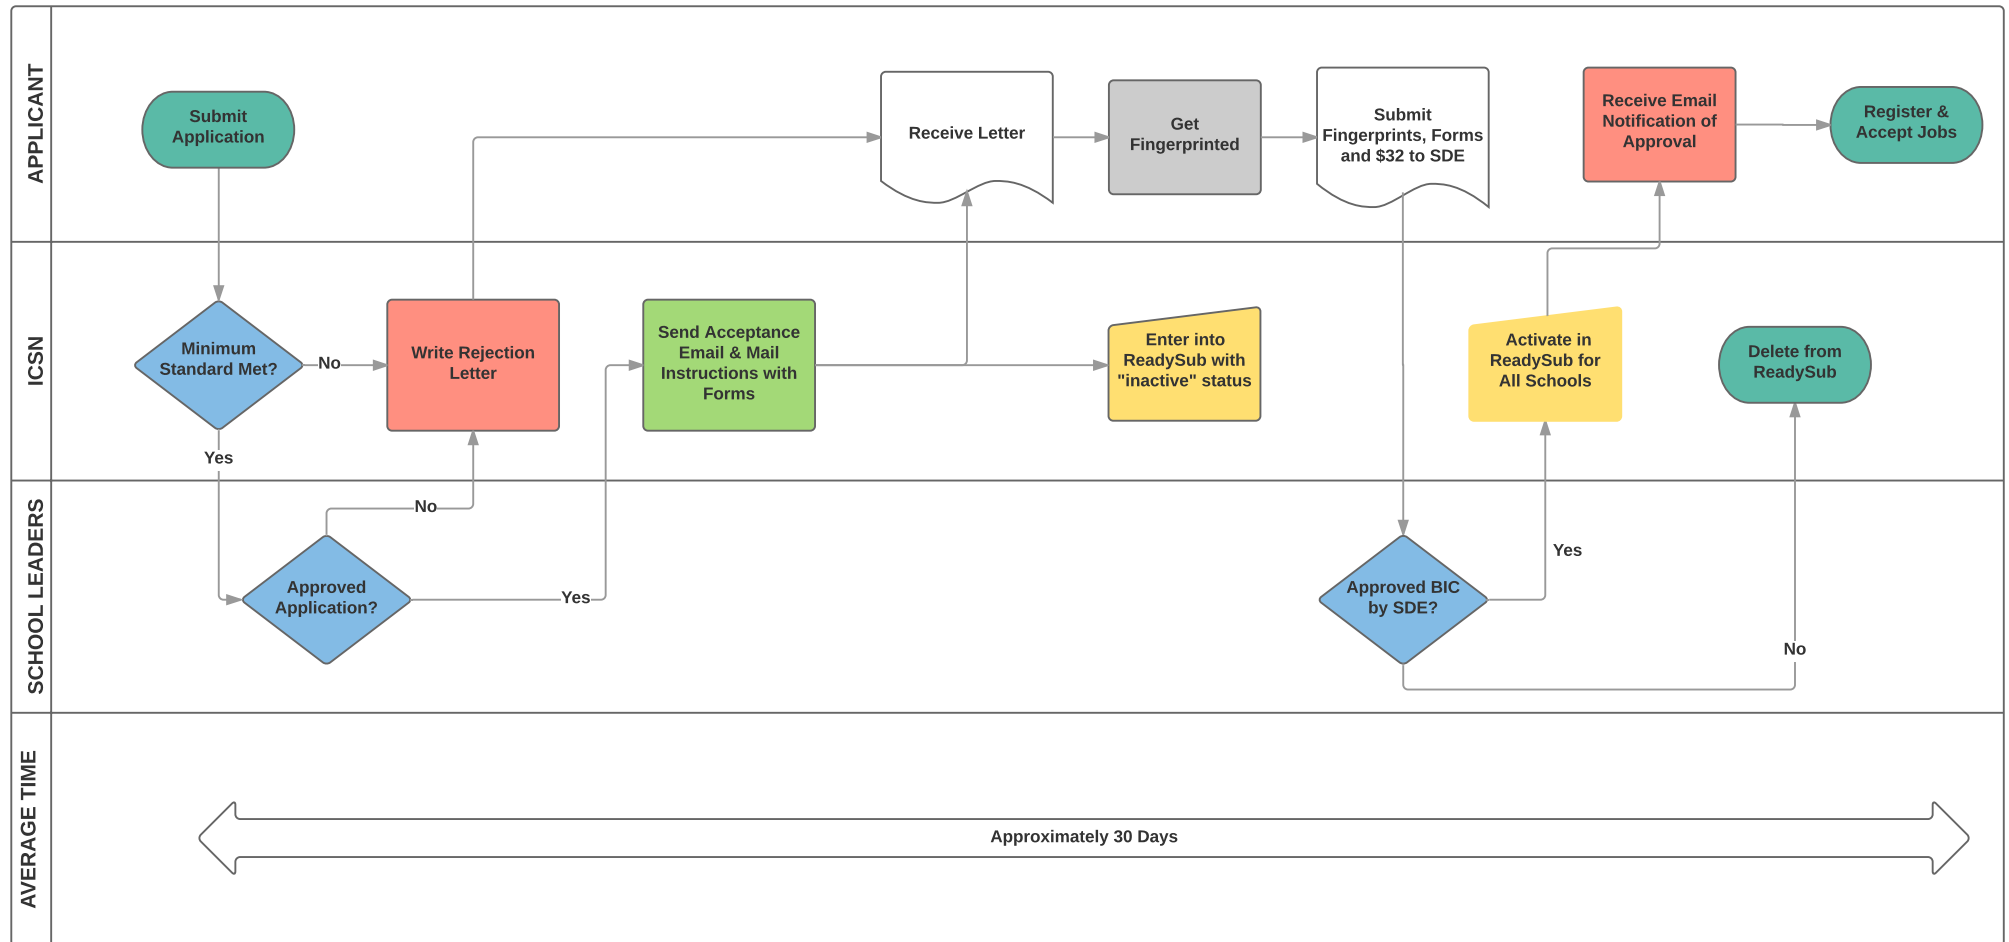 APPLICANT
Submit
Application
Receive Letter
Get
Fingerprinted
Submit
Fingerprints, Forms
and $32 to SDE
Receive Email
Notification of
Approval
Register &
Accept Jobs
ICSN
Minimum
Standard Met?
No
Yes
Write Rejection
Letter
Send Acceptance
Email & Mail
Instructions with
Forms
Enter into
ReadySub with
"inactive" status
Activate in
ReadySub for
All Schools
Delete from
ReadySub
SCHOOL LEADERS
No
Approved
Application?
Yes
Approved BIC
by SDE?
Yes
No
AVERAGE TIME
Approximately 30 Days